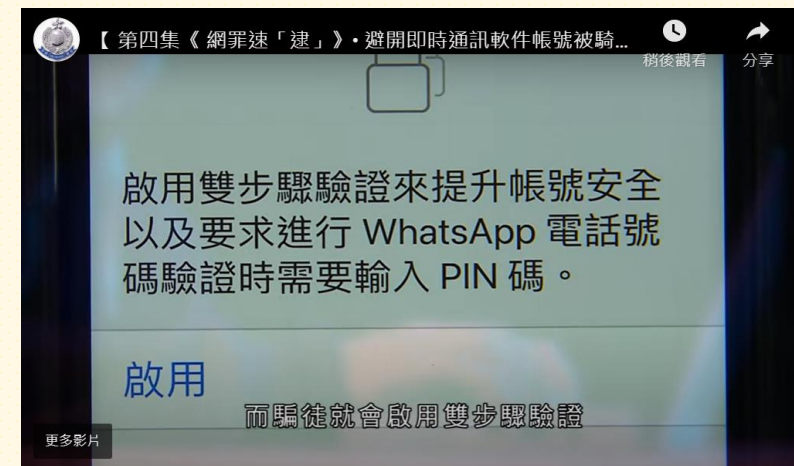 【 第四集《 網罪速「逮」》• 避開即時通訊軟件帳號被騎...
稍後觀看
分享
啟用雙步驟驗證來提升帳號安全
以及要求進行 WhatsApp 電話號
碼驗證時需要輸入 PIN 碼。
啟用
而騙徒就會啟用雙步驟驗證
更多影片